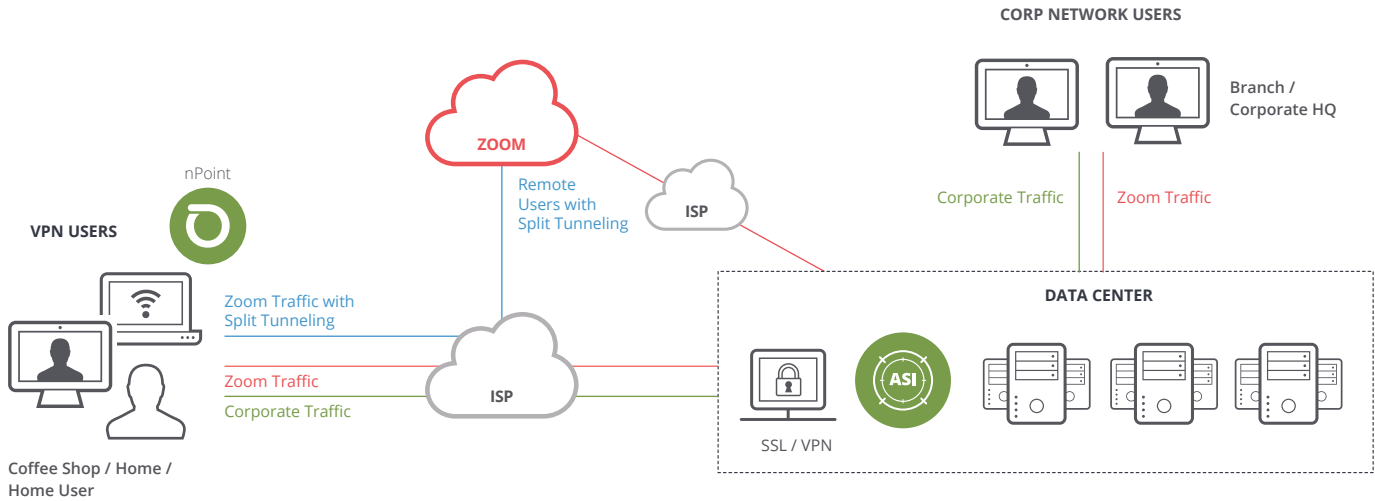 CORP NETWORK USERS
Branch /
Corporate HQ
ZOOM
nPoint
Remote
Users with
Split Tunneling
ISP
Corporate Traffic
Zoom Traffic
VPN USERS
DATA CENTER
Zoom Traffic with
Split Tunneling
Zoom Traffic
Corporate Traffic
ISP
ASI
SSL / VPN
Coffee Shop / Home /
Home User